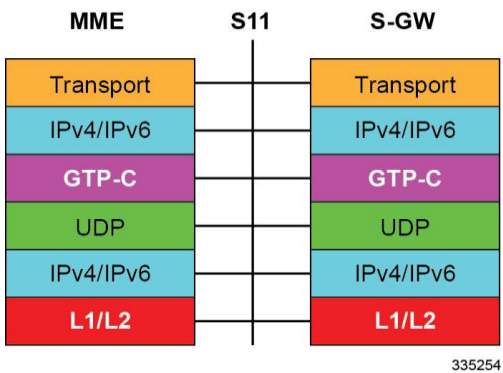 MME S11 S-GW
Transport Transport
IPv4/IPv6 IPv4/IPv6
GTP-C GTP-C
UDP UDP
IPv4/IPv6 IPv4/IPv6
L1/L2 L1/L2
335254